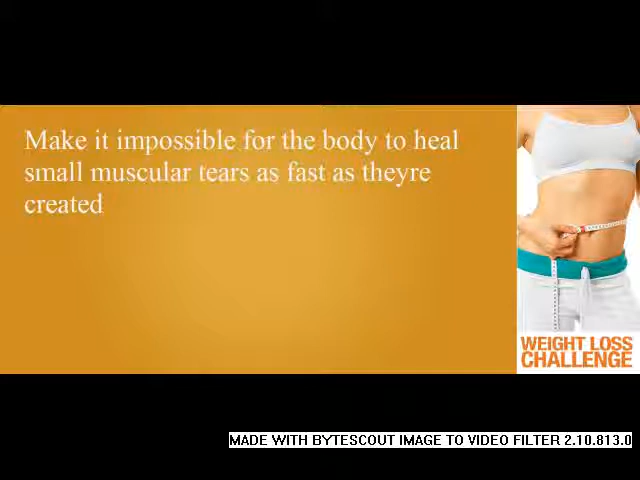 Make it impossible for the body to heal
small muscular tears as fast as theyre
created
WEIGHT LOSS
CHALLENGE
MADE WITH BYTESCOUT IMAGE TO VIDEO FILTER 2.10.813.0